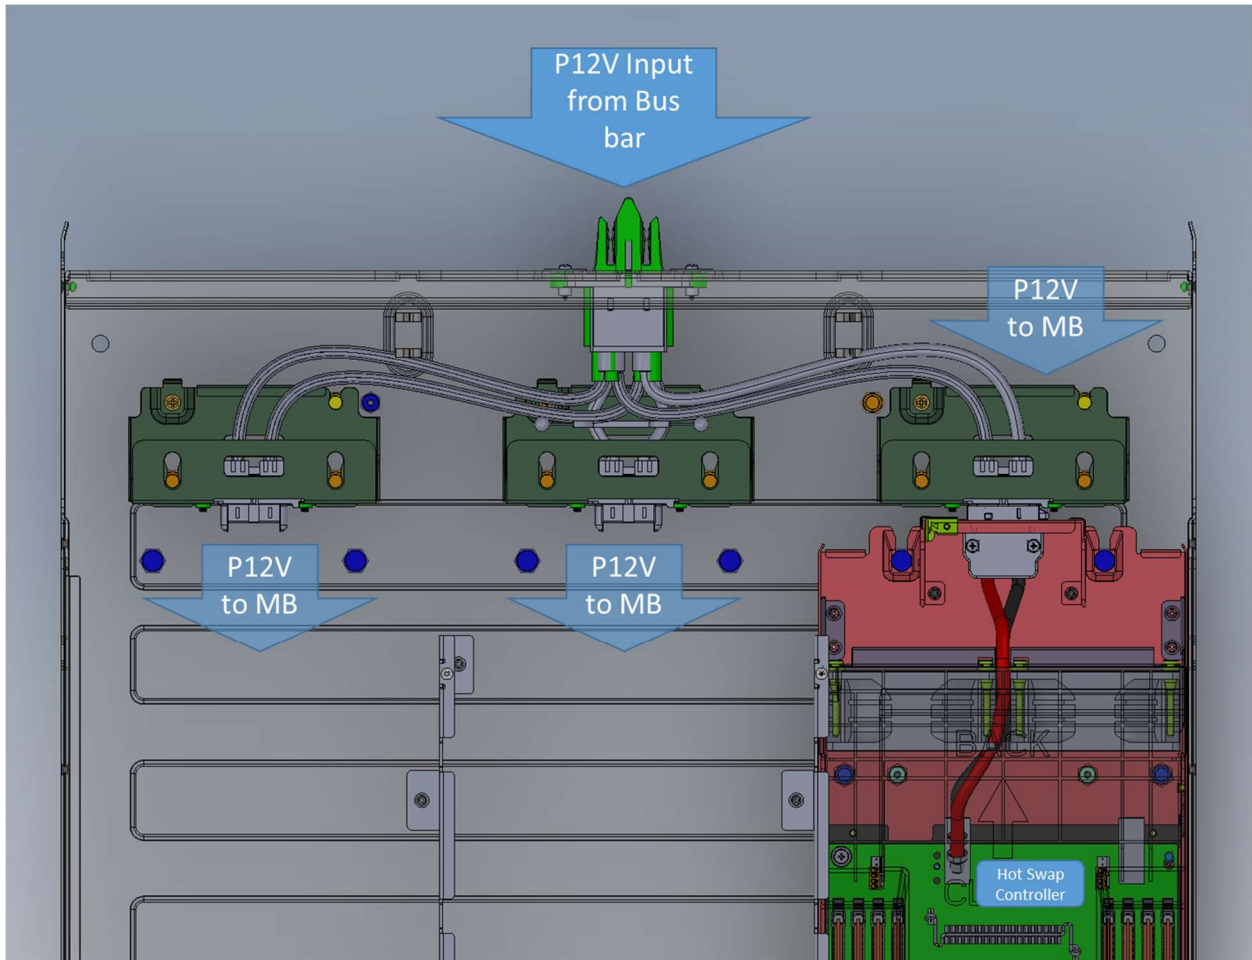 P12V Input
from Bus
bar
P12V
to MB
P12V
to MB
P12V
to MB
BACK
Hot Swap
Controller